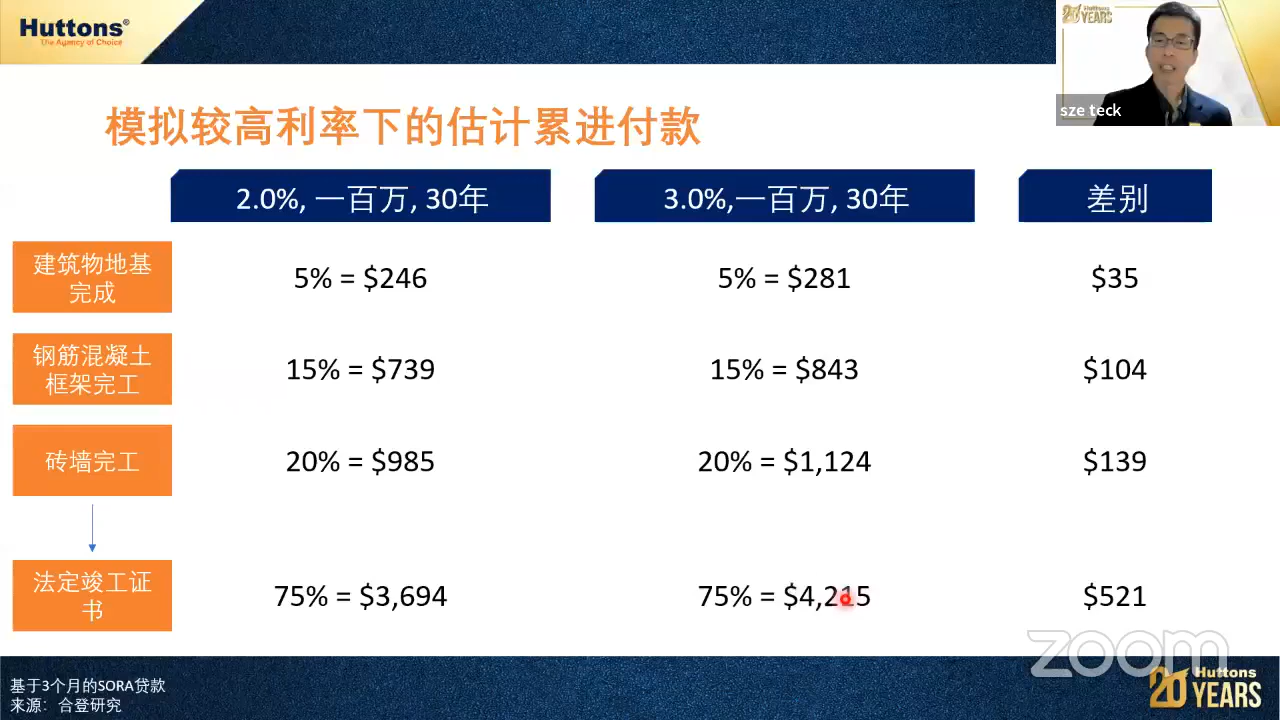 Huttons®
The Agency of Choice
20 Huttons
YEARS
sze teck
模拟较高利率下的估计累进付款
2.0%, 一百万, 30年
3.0%,一百万, 30年
差别
建筑物地基
完成
5% = $246
5% = $281
$35
钢筋混凝土
框架完工
15% = $739
15% = $843
$104
砖墙完工
20% = $985
20% = $1,124
$139
法定竣工证
书
75% = $3,694
75% = $4,215
$521
zoom
基于3个月的SORA贷款
来源：合登研究
Huttons
20 YEARS